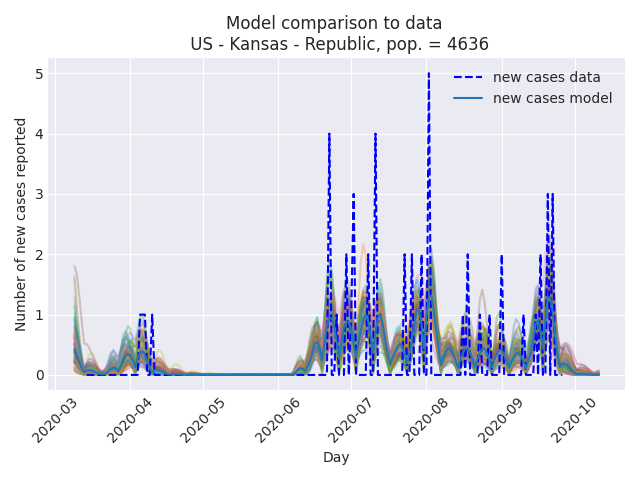 Model comparison to data
US - Kansas - Republic, pop. = 4636
new cases data
new cases model
Number of new cases reported
5
4
3
2
1
0
2020-03
2020-04
2020-05
2020-06
2020-07
2020-08
2020-09
2020-10
Day